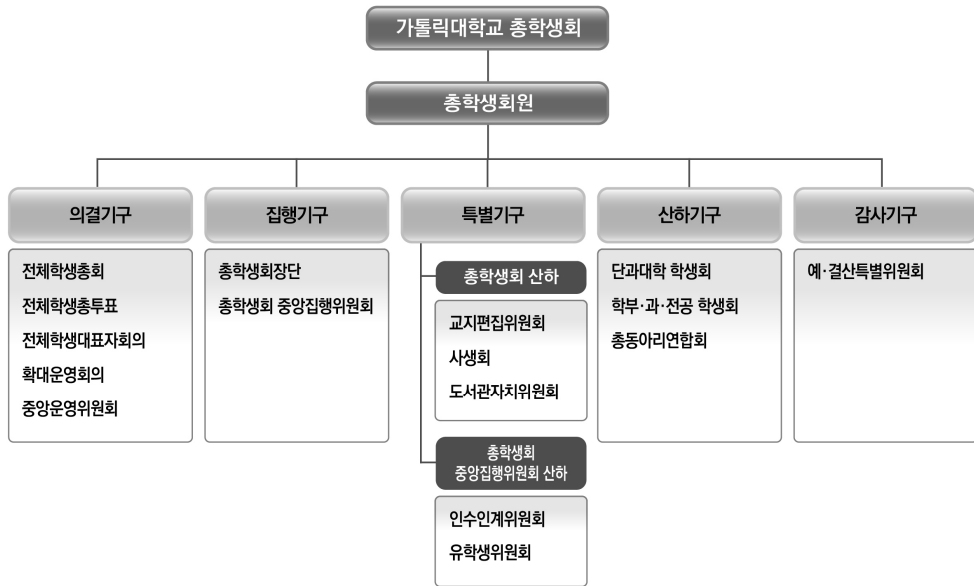 가톨릭대학교 총학생회
총학생회원
의결기구
전체학생총회
전체학생총투표
전체학생대표자회의
확대운영회의
중앙운영위원회
집행기구
총학생회장단
총학생회 중앙집행위원회
특별기구
총학생회 산하
교지편집위원회
사생회
도서관자치위원회
총학생회
중앙집행위원회 산하
인수인계위원회
유학생위원회
산하기구
단과대학 학생회
학부·과·전공 학생회
총동아리연합회
감사기구
예·결산특별위원회